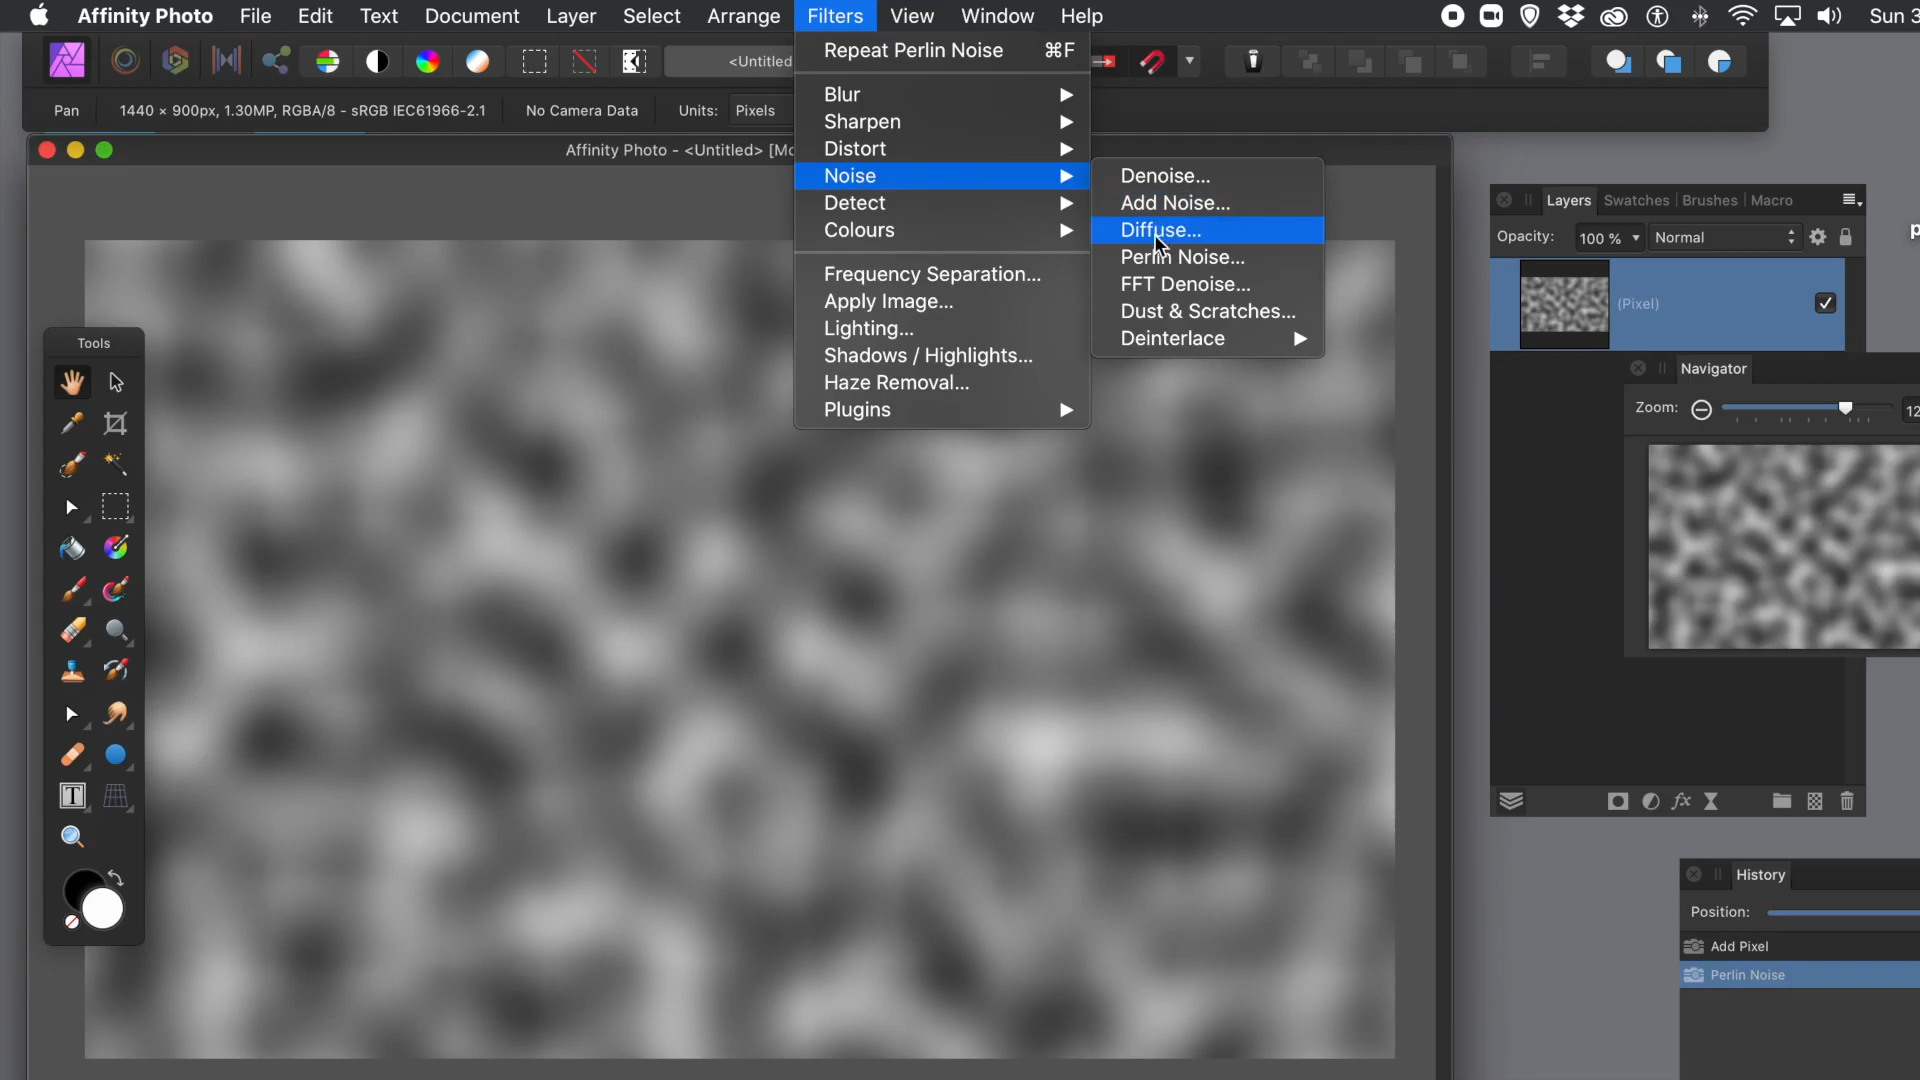 Affinity Photo File Edit Text Document Layer Select Arrange Filters View Window Help Sun 3
<Untitled
Pan 1440 × 900px, 1.30MP, RGBA/8 - sRGB IEC61966-2.1 No Camera Data Units: Pixels
Affinity Photo - <Untitled> [Mo
Repeat Perlin Noise ⌘F
Blur
Sharpen
Distort
Noise
Detect
Colours
Frequency Separation...
Apply Image...
Lighting...
Shadows / Highlights...
Haze Removal...
Plugins
Denoise...
Add Noise...
Diffuse...
Perlin Noise...
FFT Denoise...
Dust & Scratches...
Deinterlace
Tools
T
Layers Swatches Brushes Macro
Opacity: 100 % Normal
(Pixel)
fx
Navigator
Zoom: 12
History
Position:
Add Pixel
Perlin Noise